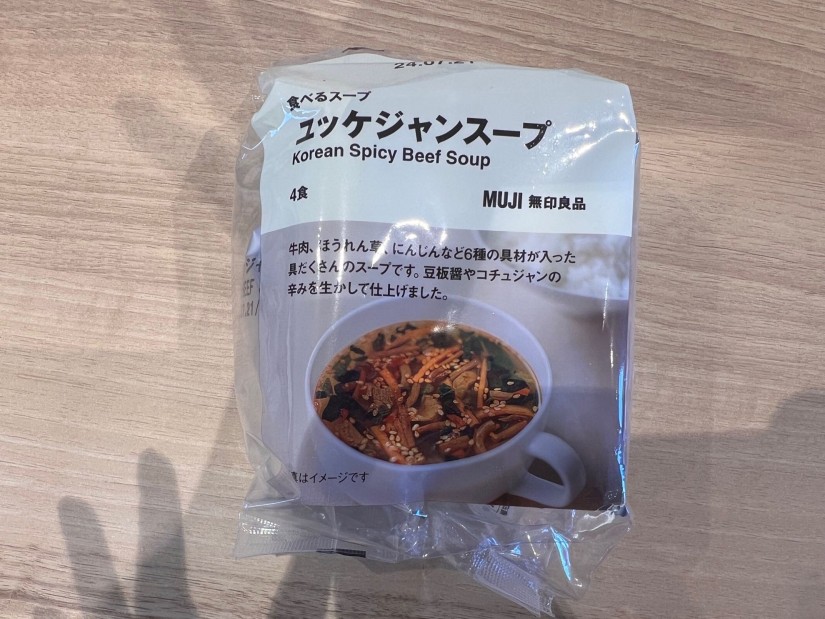 24.07.21
食べるスープ
ユッケジャンスープ
Korean Spicy Beef Soup
4食
MUJI 無印良品
牛肉、ほうれん草、にんじんなど6種の具材が入った
具だくさんのスープです。豆板醤やコチュジャンの
辛みを生かして仕上げました。
真はイメージです